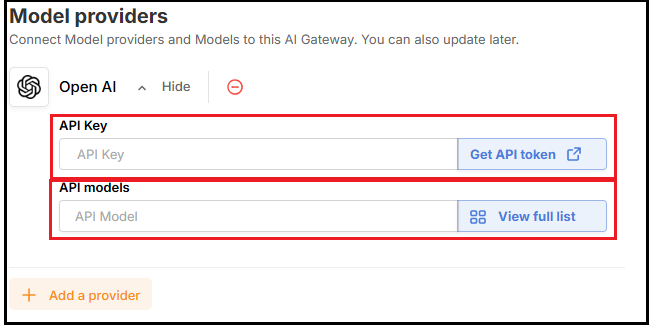 Model providers
Connect Model providers and Models to this AI Gateway. You can also update later.
Open AI Hide
API Key
API Key Get API token
API models
API Model View full list
Add a provider